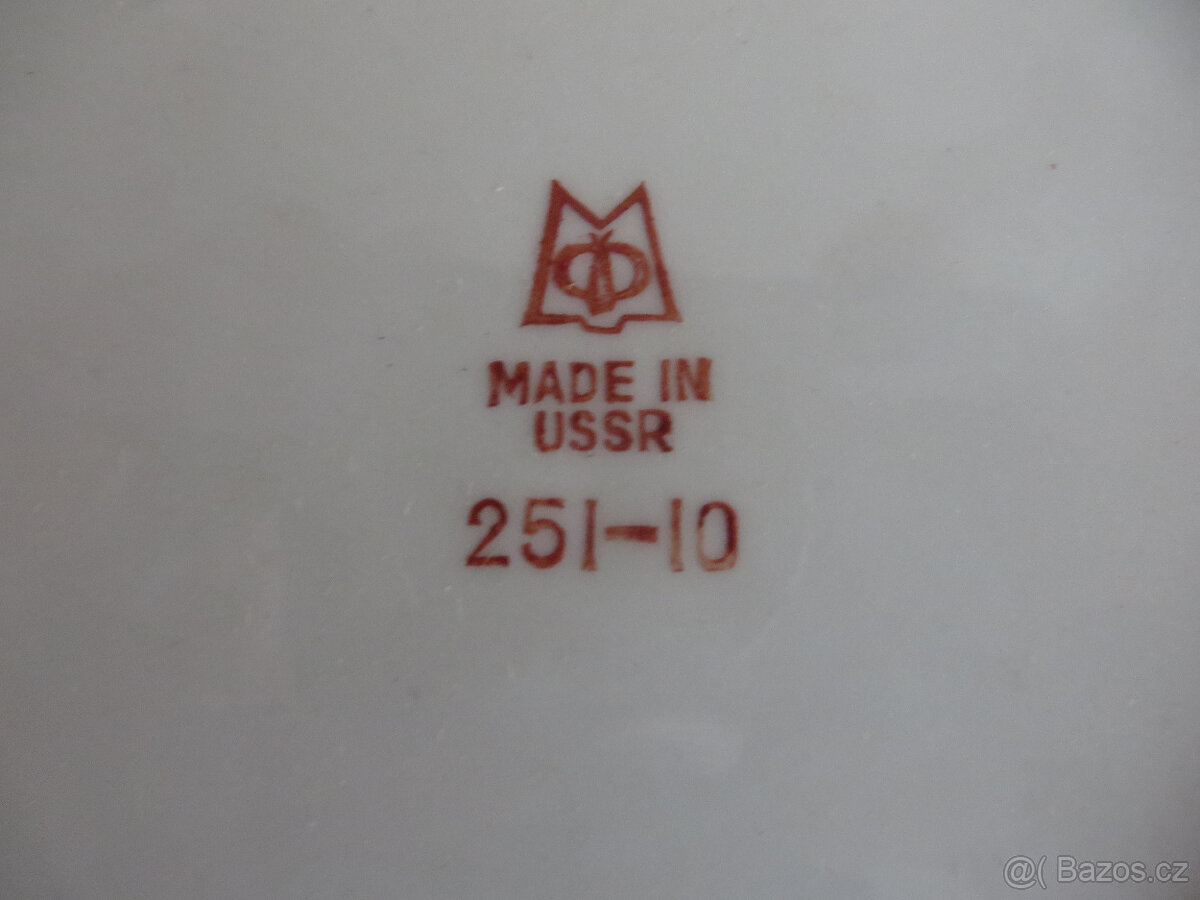 MADE IN
USSR
251-10
@( Bazos.cz